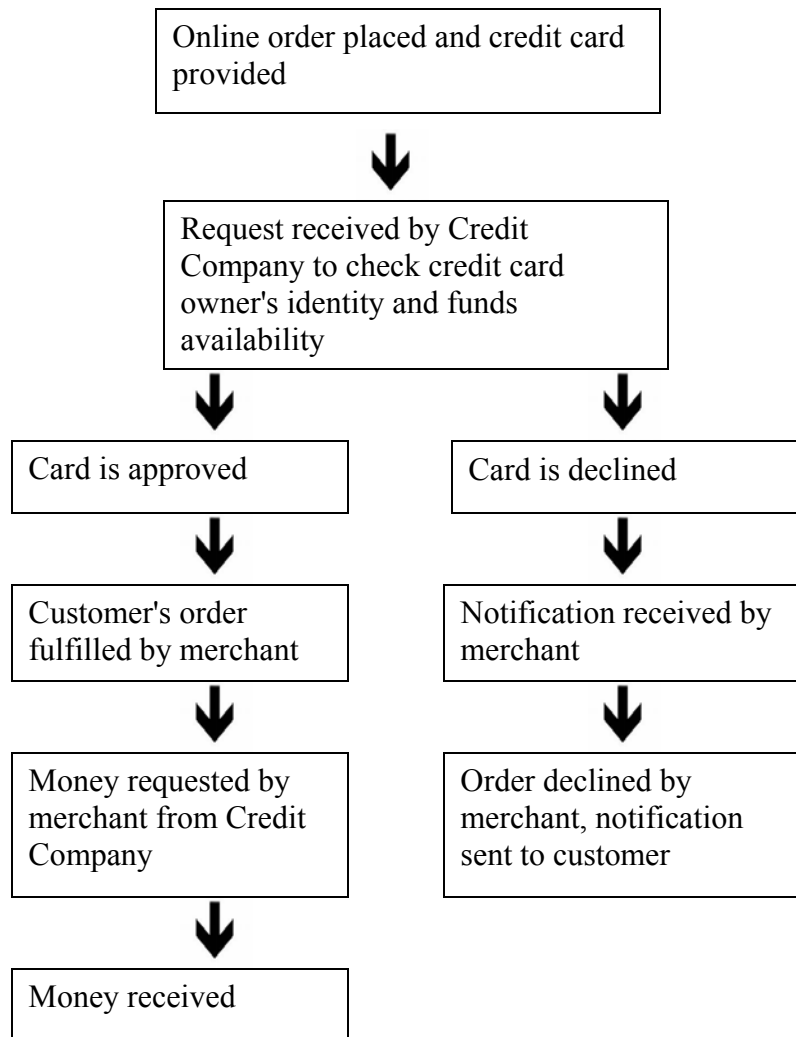 Online order placed and credit card
provided
Request received by Credit
Company to check credit card
owner's identity and funds
availability
Card is approved
Card is declined
Customer's order
fulfilled by merchant
Notification received by
merchant
Money requested by
merchant from Credit
Company
Order declined by
merchant, notification
sent to customer
Money received